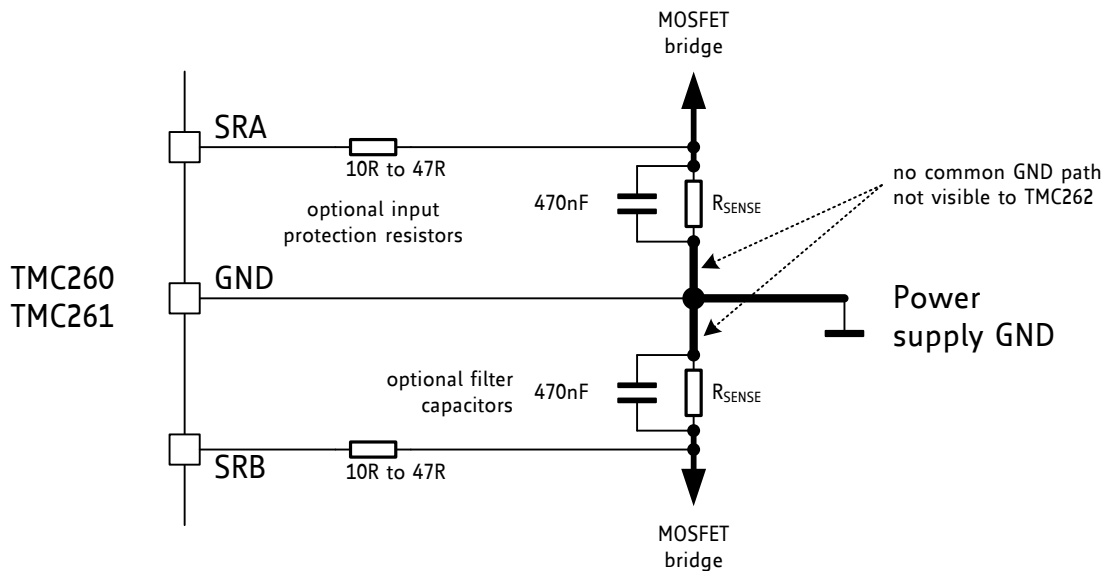 MOSFET
bridge
SRA
10R to 47R
optional input
protection resistors
470nF
RSENSE
no common GND path
not visible to TMC262
TMC260
TMC261
GND
Power
supply GND
optional filter
capacitors
470nF
RSENSE
SRB
10R to 47R
MOSFET
bridge